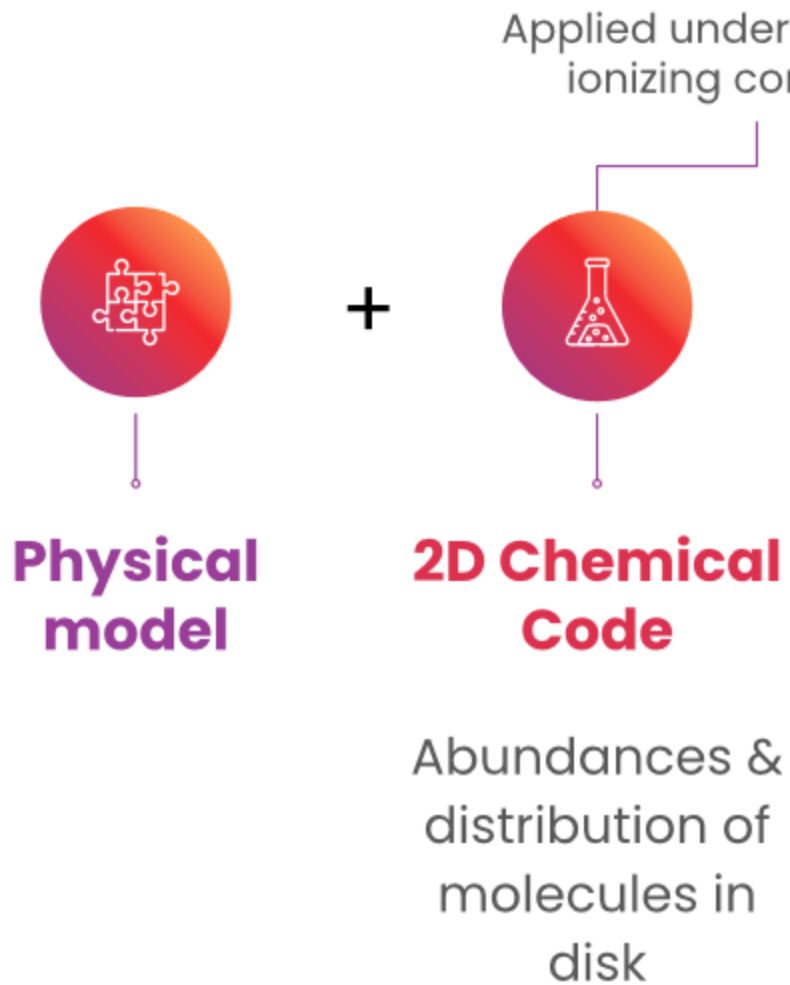 Applied under
ionizing
+
Physical
model
2D Chemical
Code
Abundances &
distribution of
molecules in
disk